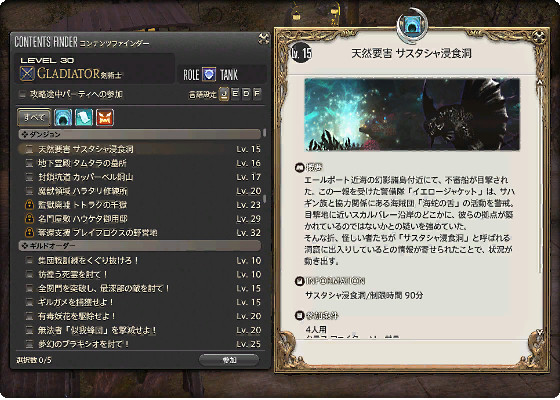 CONTENTS FINDER コンテンツファインダー
LEVEL 30
GLADIATOR 剣術士
ROLE TANK
攻略途中パーティへの参加
言語設定 J E D F
すべて
ダンジョン
天然要害 サスタシャ浸食洞 Lv. 15
地下霊殿 タムタラの墓所 Lv. 16
封鎖坑道 カッパーベル銅山 Lv. 17
魔獣領域 ハラタリ修練所 Lv. 20
監獄廃墟 トトラクの千獄 Lv. 23
名門屋敷 ハウケタ御用邸 Lv. 29
奪還支援 ブレイフロクスの野営地 Lv. 32
ギルドオーダー
集団戦訓練をくぐり抜けろ! Lv. 10
彷徨う死霊を討て! Lv. 10
全関門を突破し、最深部の敵を討て! Lv. 15
ギルガメを捕獲せよ! Lv. 15
有毒妖花を駆除せよ! Lv. 20
無法者「似我蜂団」を撃滅せよ! Lv. 20
夢幻のブラキシオを討て! Lv. 25
選択数 0/5
参加
Lv. 15
天然要害 サスタシャ浸食洞
エールポート近海の幻影諸島付近にて、不審船が目撃され
た。この一報を受けた警備隊「イエロージャケット」は、サハ
ギン族と協力関係にある海賊団「海蛇の舌」の活動を警戒。
目撃地に近いスカルバレー沿岸のどこかに、彼らの拠点が築
かれているのではないかとの疑いを強めていた。
そんな折、怪しい者たちが「サスタシャ浸食洞」と呼ばれる
洞窟に出入りしているとの情報が寄せられたことで、状況が
動き出す。
INFORMATION
サスタシャ浸食洞/制限時間 90分
参加条件
4人用